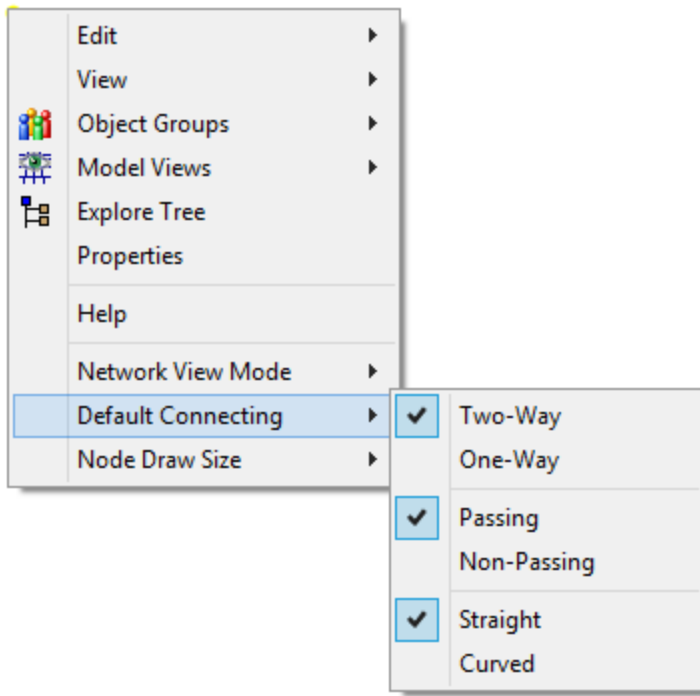 Edit
View
Object Groups
Model Views
Explore Tree
Properties
Help
Network View Mode
Default Connecting
Node Draw Size
Two-Way
One-Way
Passing
Non-Passing
Straight
Curved